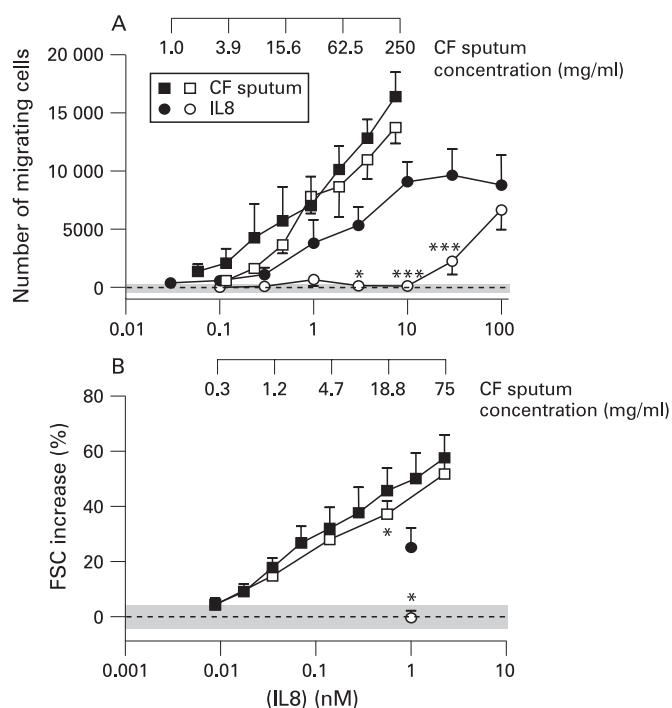 A
1.0 3.9 15.6 62.5 250
CF sputum
concentration (mg/ml)
20 000
15 000
10 000
5000
0
Number of migrating cells
CF sputum
IL8
*
***
***
0.01 0.1 1 10 100
B
0.3 1.2 4.7 18.8 75
CF sputum
concentration (mg/ml)
80
60
40
20
0
FSC increase (%)
*
*
0.001 0.01 0.1 1 10
(IL8) (nM)